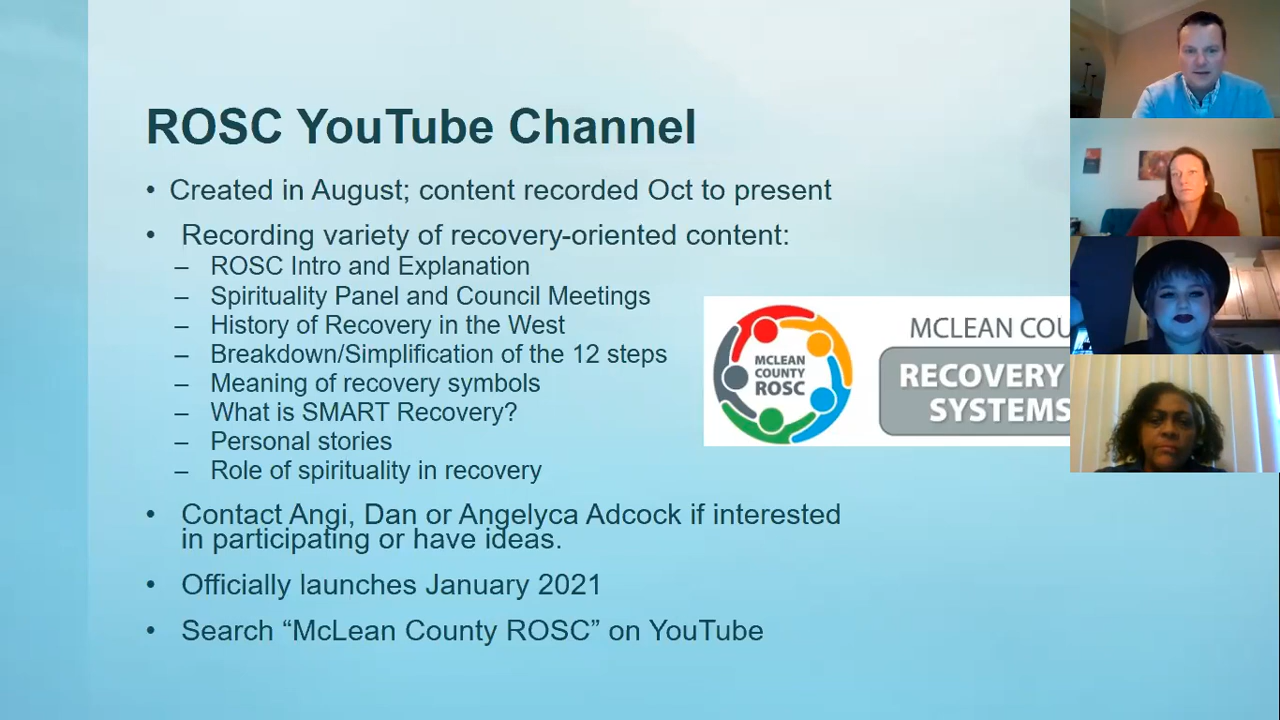 ROSC YouTube Channel
• Created in August; content recorded Oct to present
• Recording variety of recovery-oriented content:
– ROSC Intro and Explanation
– Spirituality Panel and Council Meetings
– History of Recovery in the West
– Breakdown/Simplification of the 12 steps
– Meaning of recovery symbols
– What is SMART Recovery?
– Personal stories
– Role of spirituality in recovery
• Contact Angi, Dan or Angelyca Adcock if interested
in participating or have ideas.
• Officially launches January 2021
• Search “McLean County ROSC” on YouTube
MCLEAN
COUNTY
ROSC
MCLEAN COU
RECOVERY
SYSTEMS